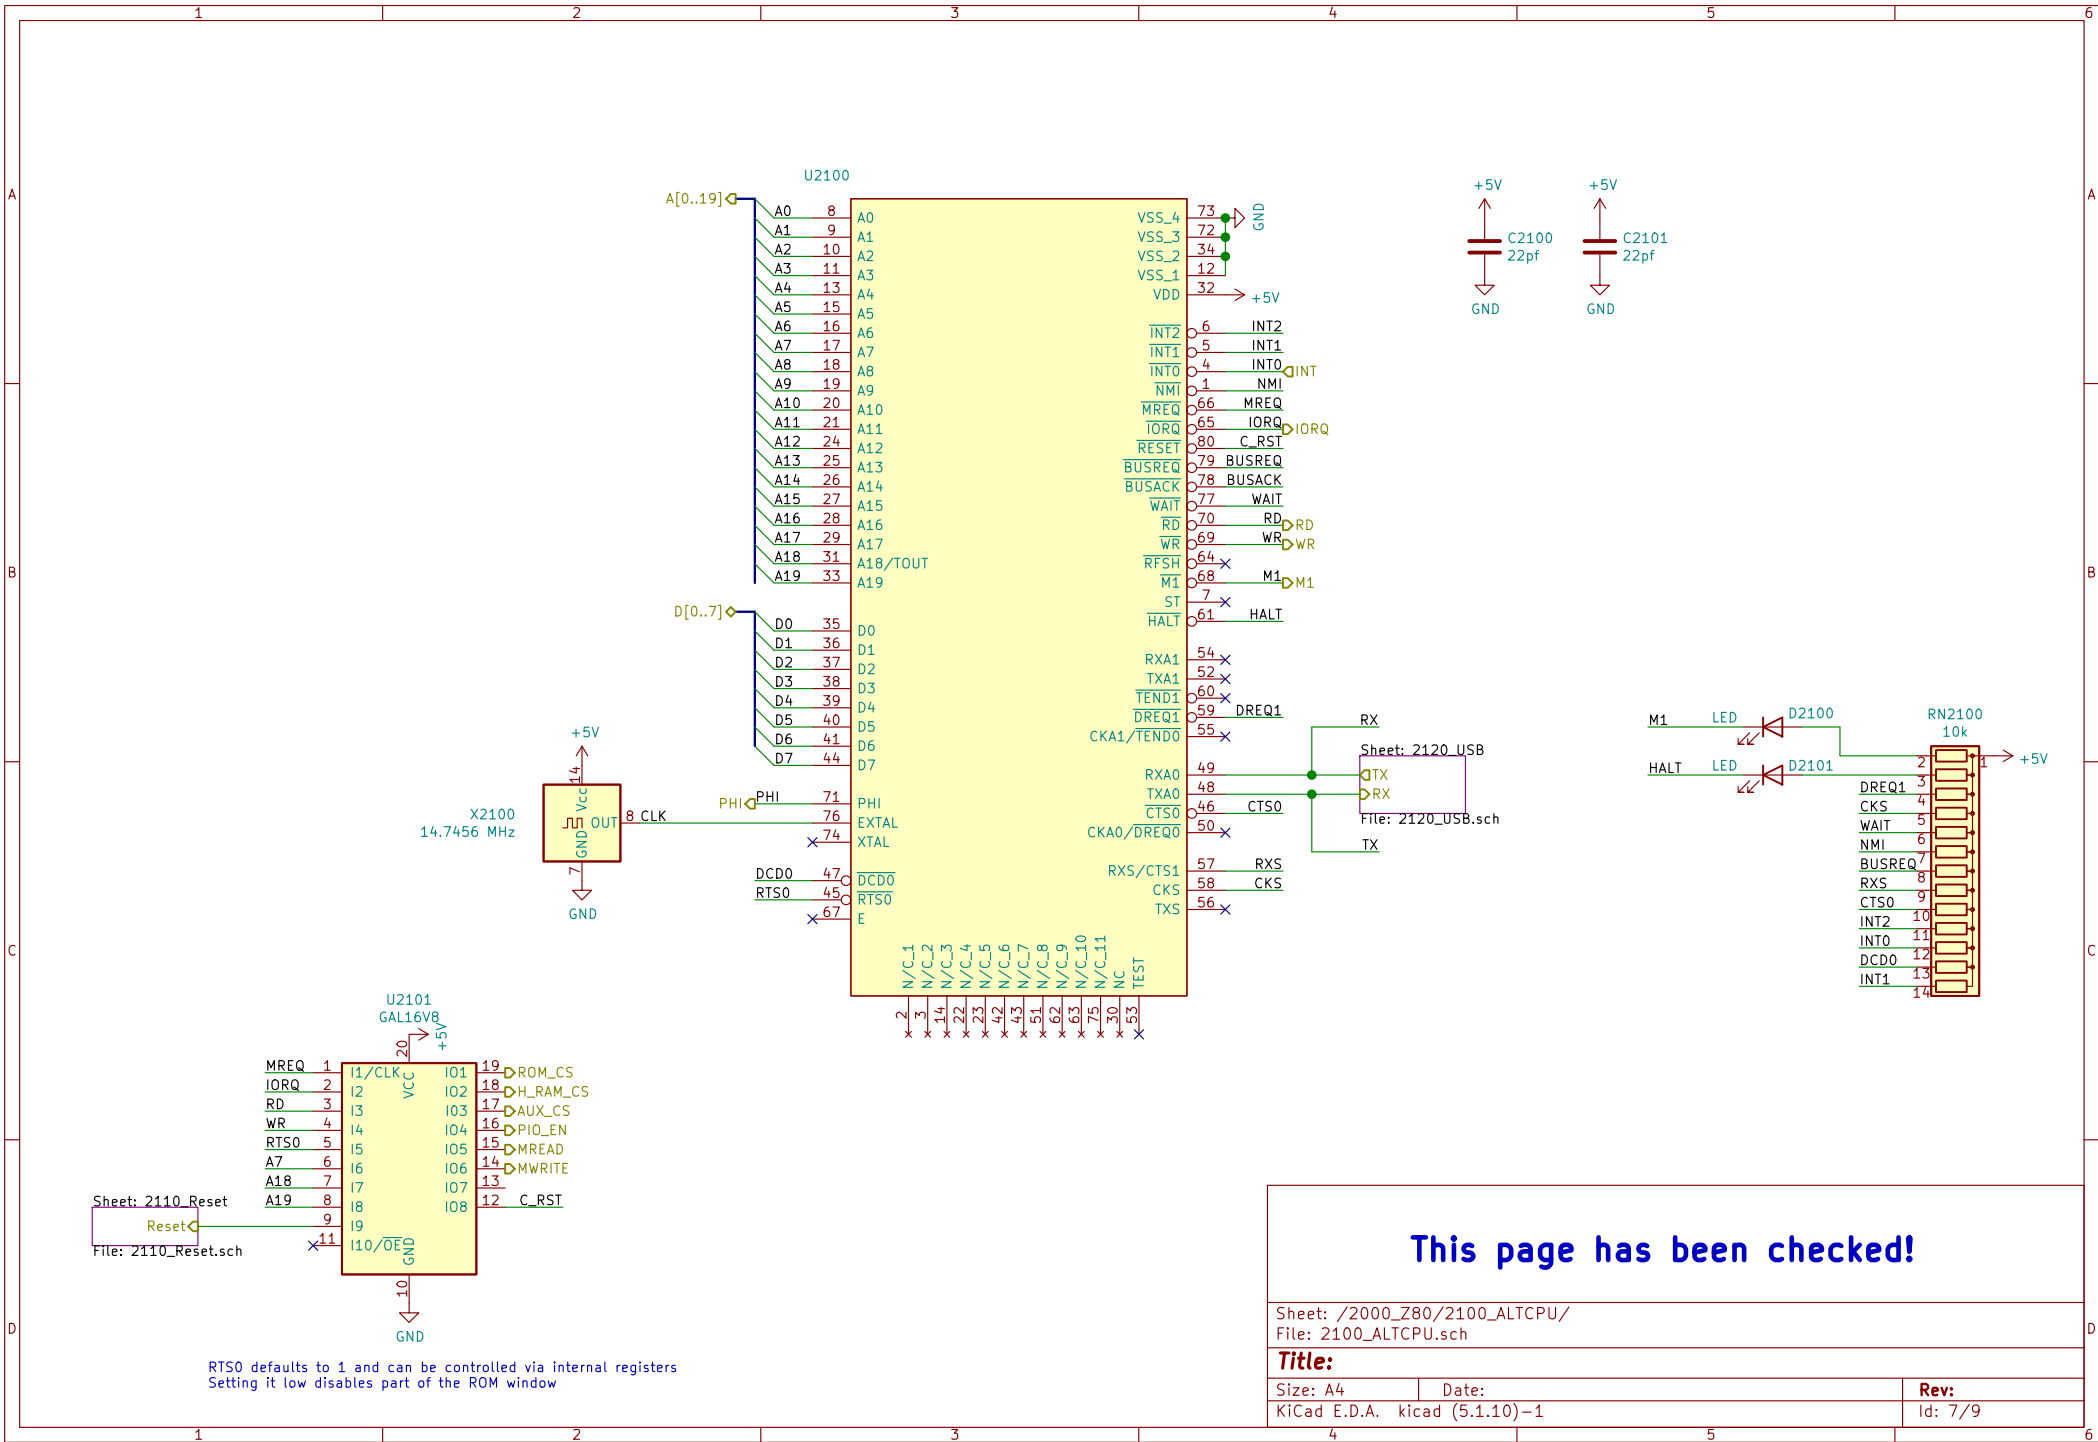 1 2 3 4 5 6
A
B
C
D
A
B
C
D
1 2 3 4 5 6
U2100
A[0..19]
A0 8 A0
A1 9 A1
A2 10 A2
A3 11 A3
A4 13 A4
A5 15 A5
A6 16 A6
A7 17 A7
A8 18 A8
A9 19 A9
A10 20 A10
A11 21 A11
A12 24 A12
A13 25 A13
A14 26 A14
A15 27 A15
A16 28 A16
A17 29 A17
A18 31 A18/TOUT
A19 33 A19
D[0..7]
D0 35 D0
D1 36 D1
D2 37 D2
D3 38 D3
D4 39 D4
D5 40 D5
D6 41 D6
D7 44 D7
PHI PHI 71 PHI
76 EXTAL
74 XTAL
DCD0 47 DCD0
RTS0 45 RTS0
67 E
VSS_4 73 GND
VSS_3 72
VSS_2 34
VSS_1 12
VDD 32 +5V
INT2 6 INT2
INT1 5 INT1
INT0 4 INT0 INT
NMI 1 NMI
MREQ 66 MREQ
IORQ 65 IORQ IORQ
RESET 80 C_RST
BUSREQ 79 BUSREQ
BUSACK 78 BUSACK
WAIT 77 WAIT
RD 70 RD RD
WR 69 WR WR
RFSH 64
M1 68 M1 M1
ST 7
HALT 61 HALT
RXA1 54
TXA1 52
TEND1 60
DREQ1 59 DREQ1
CKA1/TEND0 55
RXA0 49
TXA0 48
CTS0 46 CTS0
CKA0/DREQ0 50
RXS/CTS1 57 RXS
CKS 58 CKS
TXS 56
N/C_1 2
N/C_2 3
N/C_3 14
N/C_4 22
N/C_5 23
N/C_6 42
N/C_7 43
N/C_8 51
N/C_9 62
N/C_10 63
N/C_11 75
NC 30
TEST 53
RX
Sheet: 2120_USB
TX
RX
File: 2120_USB.sch
TX
+5V
C2100
22pf
GND
+5V
C2101
22pf
GND
+5V
14
Vcc
X2100
14.7456 MHz
OUT 8 CLK
GND
7
GND
M1 LED D2100
HALT LED D2101
RN2100
10k
1 +5V
2
3
DREQ1 4
CKS 5
WAIT 6
NMI 7
BUSREQ 8
RXS 9
CTS0 10
INT2 11
INT0 12
DCD0 13
INT1 14
U2101
GAL16V8
+5V
20
VCC
MREQ 1 I1/CLK
IORQ 2 I2
RD 3 I3
WR 4 I4
RTS0 5 I5
A7 6 I6
A18 7 I7
A19 8 I8
9 I9
11 I10/OE
IO1 19 ROM_CS
IO2 18 H_RAM_CS
I03 17 AUX_CS
IO4 16 PIO_EN
IO5 15 MREAD
IO6 14 MWRITE
IO7 13
IO8 12 C_RST
GND
10
GND
Sheet: 2110_Reset
Reset
File: 2110_Reset.sch
RTS0 defaults to 1 and can be controlled via internal registers
Setting it low disables part of the ROM window
This page has been checked!
Sheet: /2000_Z80/2100_ALTCPU/
File: 2100_ALTCPU.sch
Title:
Size: A4 Date: Rev:
KiCad E.D.A. kicad (5.1.10)-1 Id: 7/9